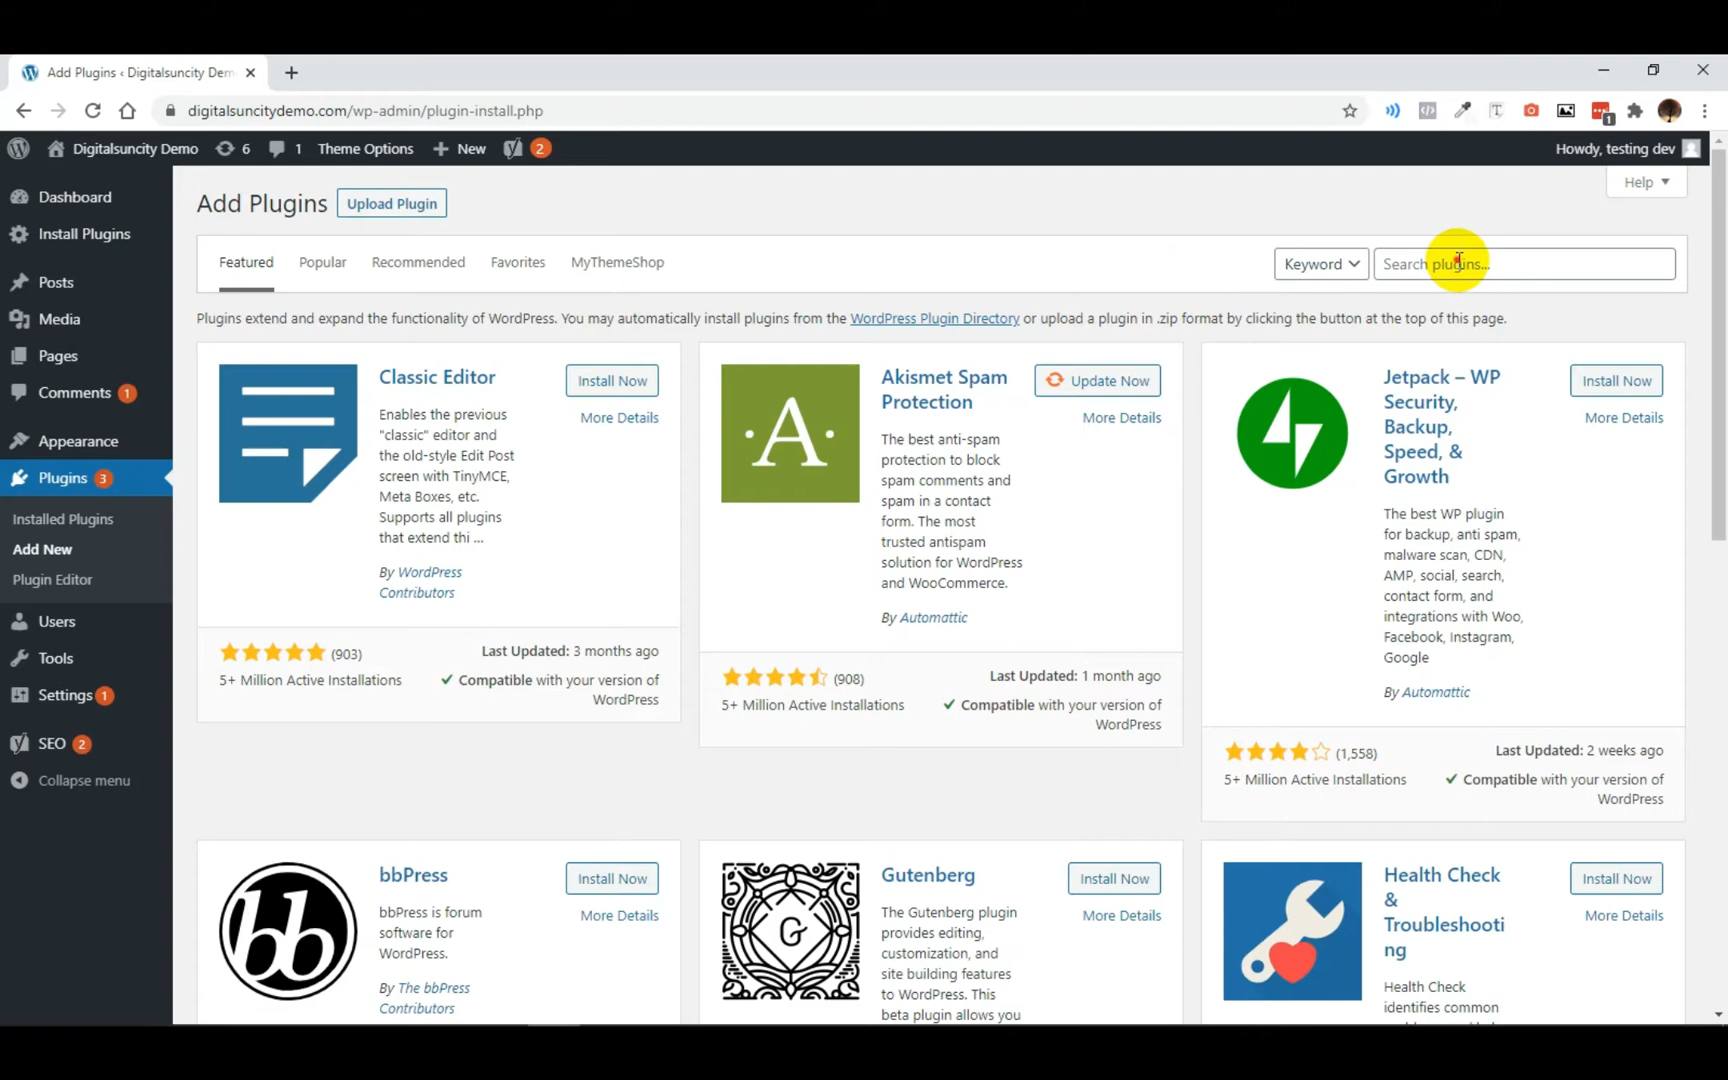 Add Plugins ‹ Digitalsuncity Dem
digitalsuncitydemo.com/wp-admin/plugin-install.php
1
Digitalsuncity Demo
6
1
Theme Options
New
2
Howdy, testing dev
Dashboard
Install Plugins
Posts
Media
Pages
Comments 1
Appearance
Plugins 3
Installed Plugins
Add New
Plugin Editor
Users
Tools
Settings 1
SEO 2
Collapse menu
Help
Add Plugins
Upload Plugin
Featured
Popular
Recommended
Favorites
MyThemeShop
Keyword
Search plugins...
Plugins extend and expand the functionality of WordPress. You may automatically install plugins from the WordPress Plugin Directory or upload a plugin in .zip format by clicking the button at the top of this page.
Classic Editor
Install Now
More Details
Enables the previous
"classic" editor and
the old-style Edit Post
screen with TinyMCE,
Meta Boxes, etc.
Supports all plugins
that extend thi ...
By WordPress
Contributors
(903)
5+ Million Active Installations
Last Updated: 3 months ago
Compatible with your version of
WordPress
·A·
Akismet Spam
Protection
Update Now
More Details
The best anti-spam
protection to block
spam comments and
spam in a contact
form. The most
trusted antispam
solution for WordPress
and WooCommerce.
By Automattic
(908)
5+ Million Active Installations
Last Updated: 1 month ago
Compatible with your version of
WordPress
Jetpack – WP
Security,
Backup,
Speed, &
Growth
Install Now
More Details
The best WP plugin
for backup, anti spam,
malware scan, CDN,
AMP, social, search,
contact form, and
integrations with Woo,
Facebook, Instagram,
Google
By Automattic
(1,558)
5+ Million Active Installations
Last Updated: 2 weeks ago
Compatible with your version of
WordPress
bb
bbPress
Install Now
More Details
bbPress is forum
software for
WordPress.
By The bbPress
Contributors
G
Gutenberg
Install Now
More Details
The Gutenberg plugin
provides editing,
customization, and
site building features
to WordPress. This
beta plugin allows you
Health Check
&
Troubleshooti
ng
Install Now
More Details
Health Check
identifies common